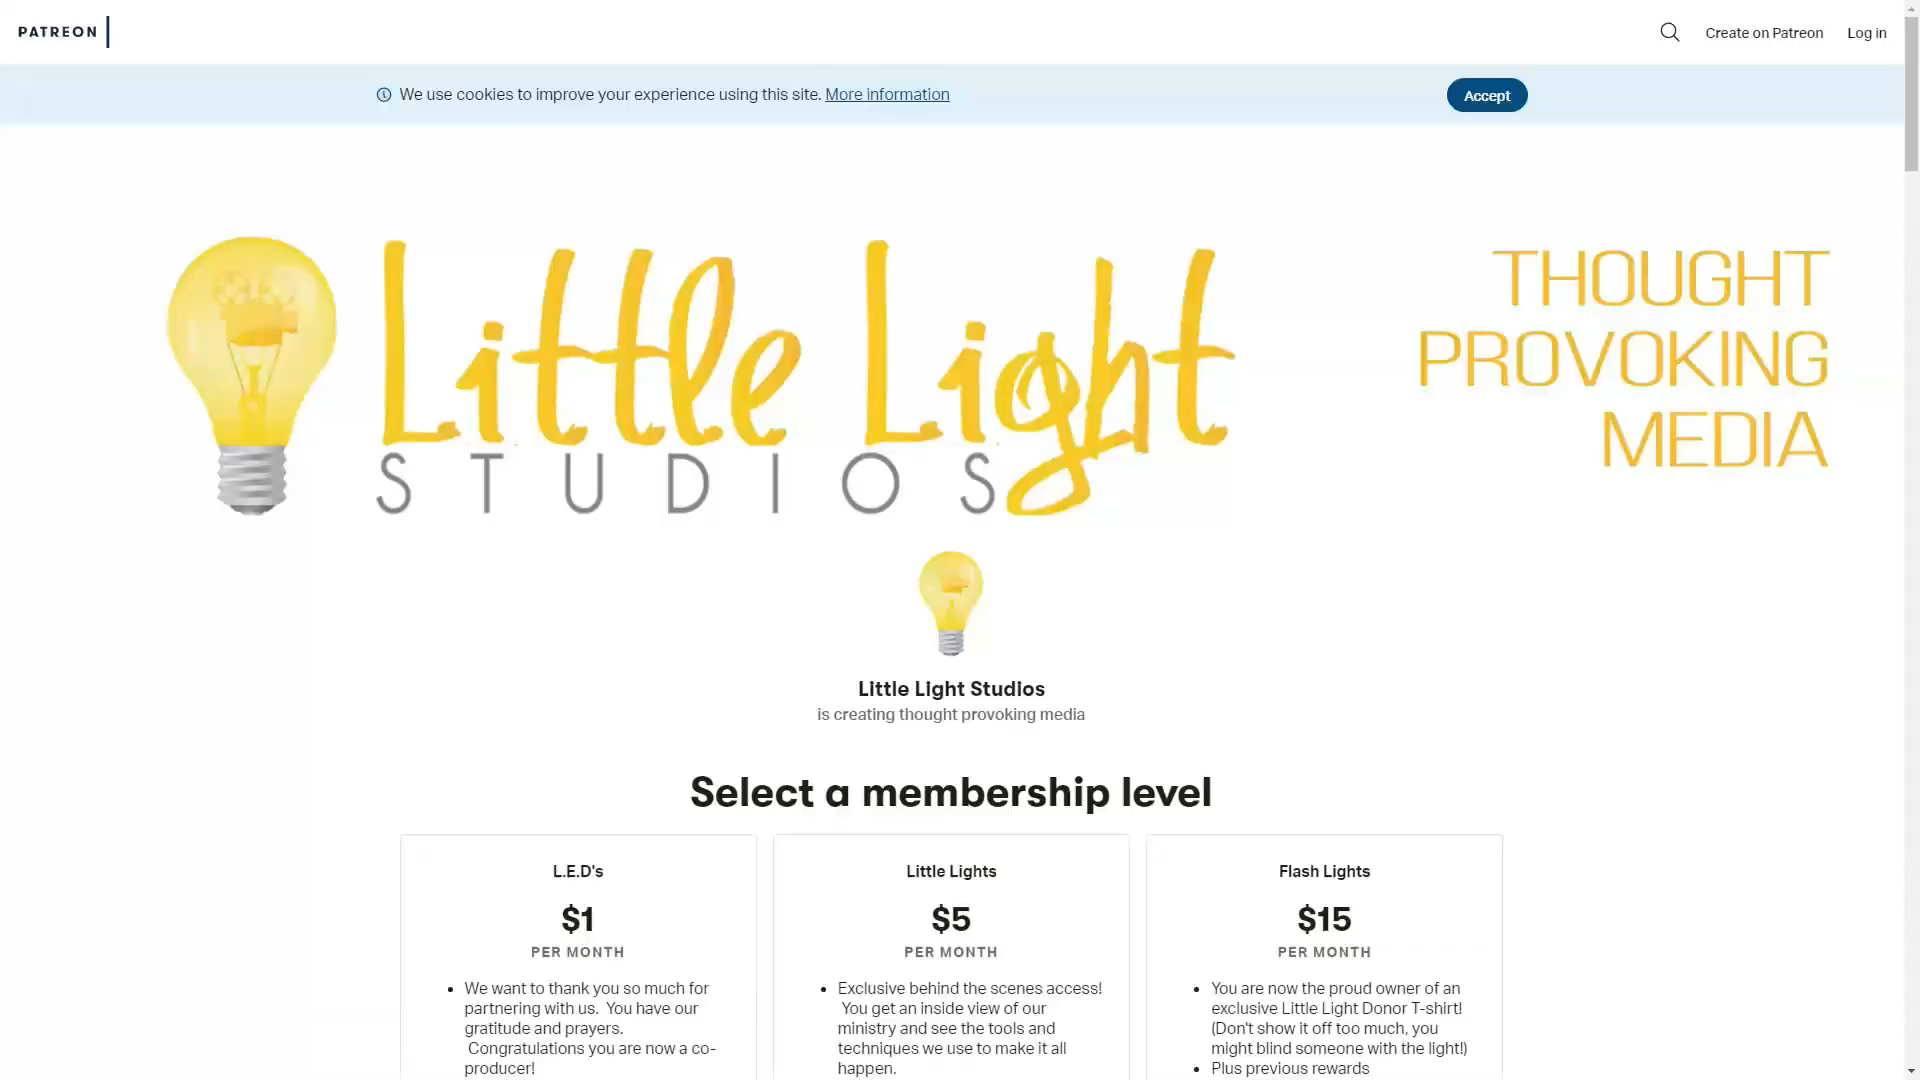 PATREON
Create on Patreon
Log in
We use cookies to improve your experience using this site. More information
Accept
Little Light
STUDIOS
THOUGHT
PROVOKING
MEDIA
Little Light Studios
is creating thought provoking media
Select a membership level
L.E.D's
$1
PER MONTH
We want to thank you so much for
partnering with us. You have our
gratitude and prayers.
Congratulations you are now a co-
producer!
Little Lights
$5
PER MONTH
Exclusive behind the scenes access!
You get an inside view of our
ministry and see the tools and
techniques we use to make it all
happen.
Flash Lights
$15
PER MONTH
You are now the proud owner of an
exclusive Little Light Donor T-shirt!
(Don't show it off too much, you
might blind someone with the light!)
Plus previous rewards